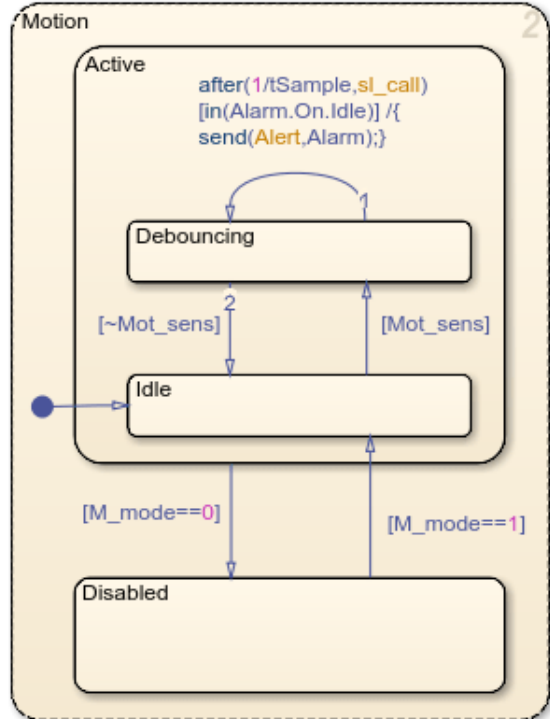 Motion
2
Active
after(1/tSample,sl_call)
[in(Alarm.On.Idle)] /{
send(Alert,Alarm);}
1
Debouncing
2
[~Mot_sens]
[Mot_sens]
Idle
[M_mode==0]
[M_mode==1]
Disabled